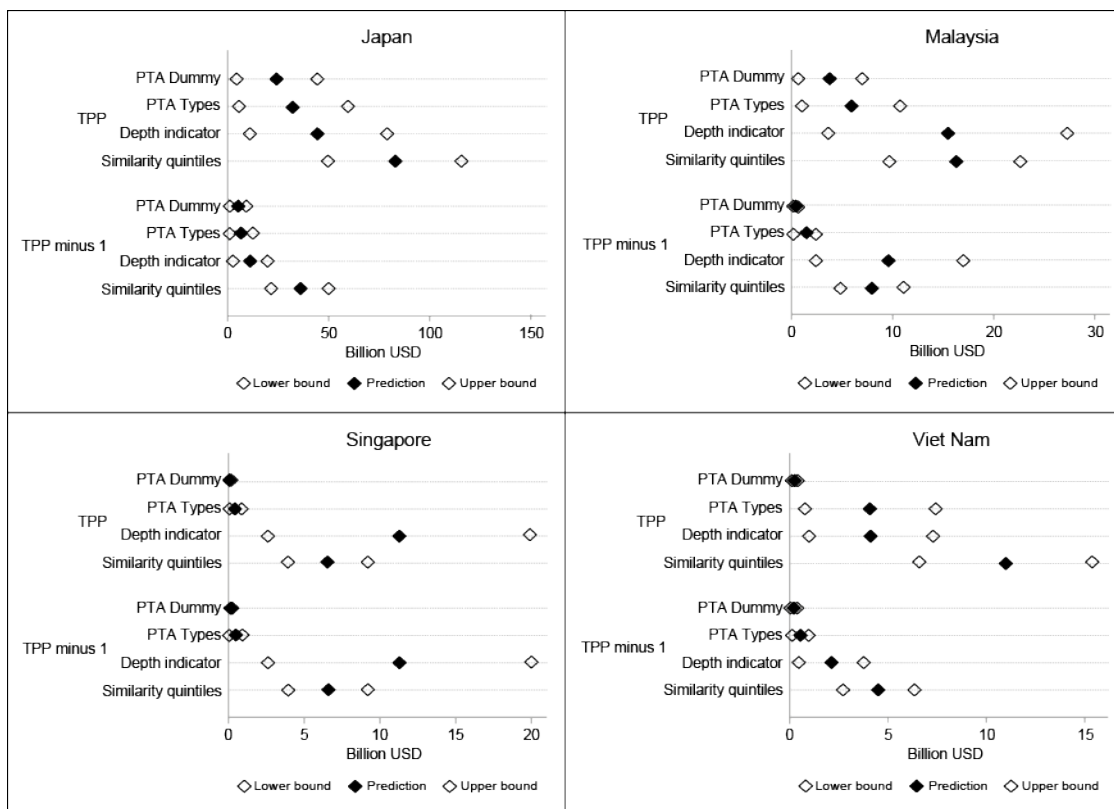 Japan
TPP
PTA Dummy
PTA Types
Depth indicator
Similarity quintiles
TPP minus 1
PTA Dummy
PTA Types
Depth indicator
Similarity quintiles
0 50 100 150
Billion USD
Lower bound Prediction Upper bound
Malaysia
TPP
PTA Dummy
PTA Types
Depth indicator
Similarity quintiles
TPP minus 1
PTA Dummy
PTA Types
Depth indicator
Similarity quintiles
0 10 20 30
Billion USD
Lower bound Prediction Upper bound
Singapore
TPP
PTA Dummy
PTA Types
Depth indicator
Similarity quintiles
TPP minus 1
PTA Dummy
PTA Types
Depth indicator
Similarity quintiles
0 5 10 15 20
Billion USD
Lower bound Prediction Upper bound
Viet Nam
TPP
PTA Dummy
PTA Types
Depth indicator
Similarity quintiles
TPP minus 1
PTA Dummy
PTA Types
Depth indicator
Similarity quintiles
0 5 10 15
Billion USD
Lower bound Prediction Upper bound